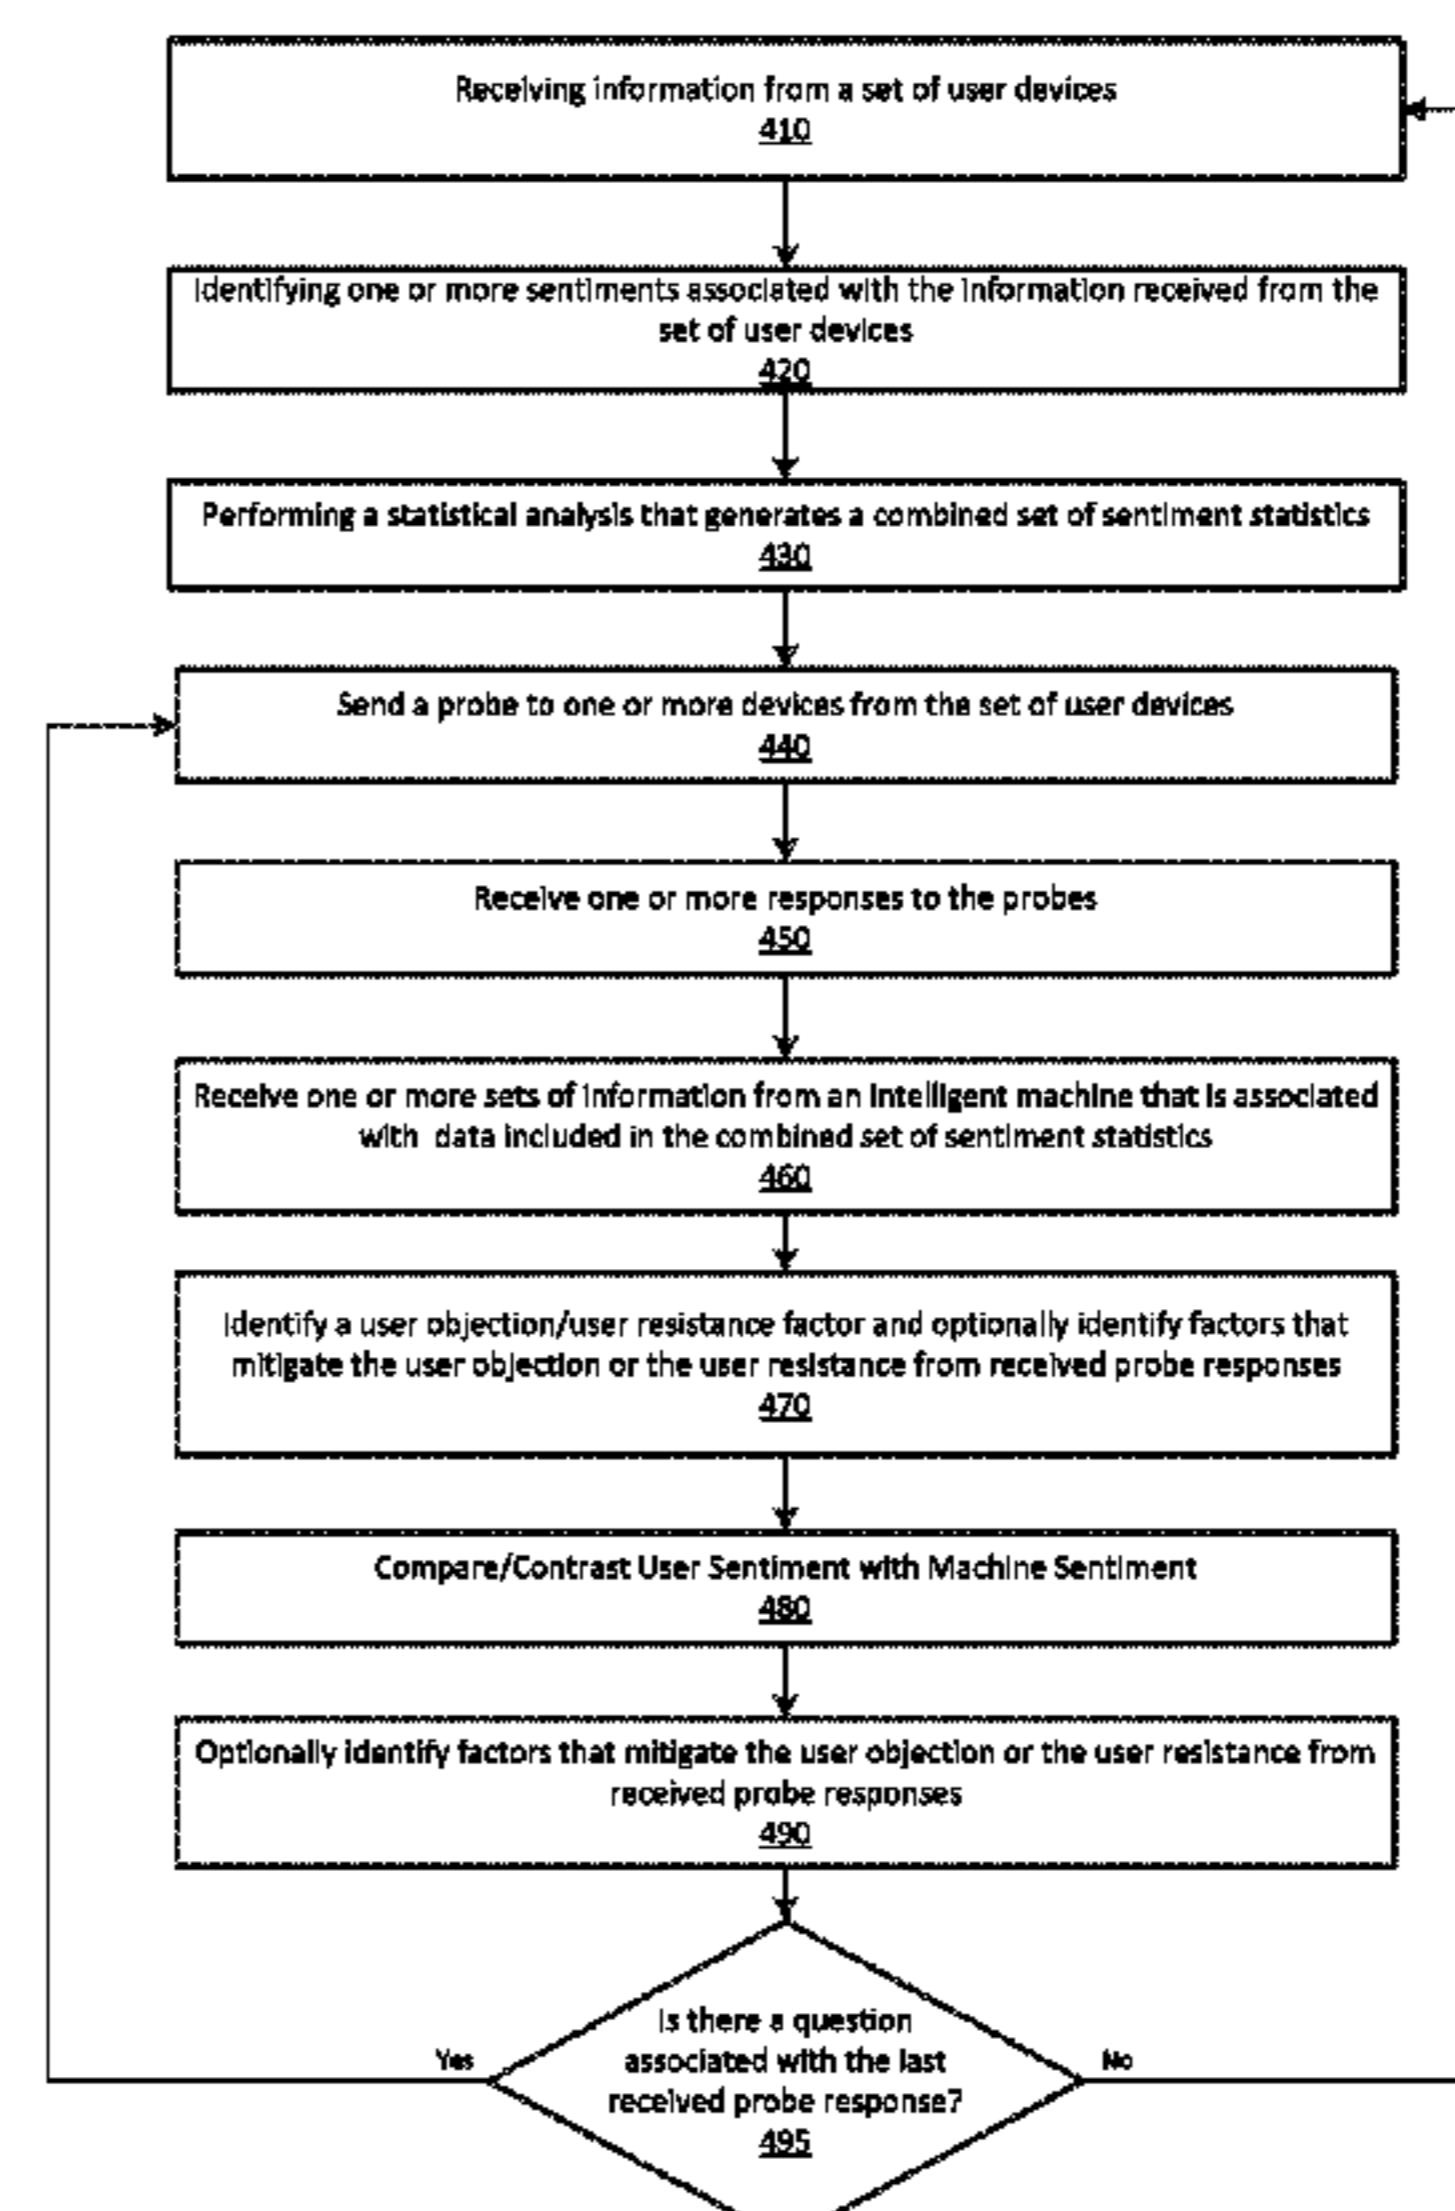 Receiving information from a set of user devices
410
Identifying one or more sentiments associated with the information received from the
set of user devices
420
Performing a statistical analysis that generates a combined set of sentiment statistics
430
Send a probe to one or more devices from the set of user devices
440
Receive one or more responses to the probes
450
Receive one or more sets of information from an intelligent machine that is associated
with data included in the combined set of sentiment statistics
460
Identify a user objection/user resistance factor and optionally identify factors that
mitigate the user objection or the user resistance from received probe responses
470
Compare/Contrast User Sentiment with Machine Sentiment
480
Optionally identify factors that mitigate the user objection or the user resistance from
received probe responses
490
Is there a question
associated with the last
received probe response?
495
Yes
No